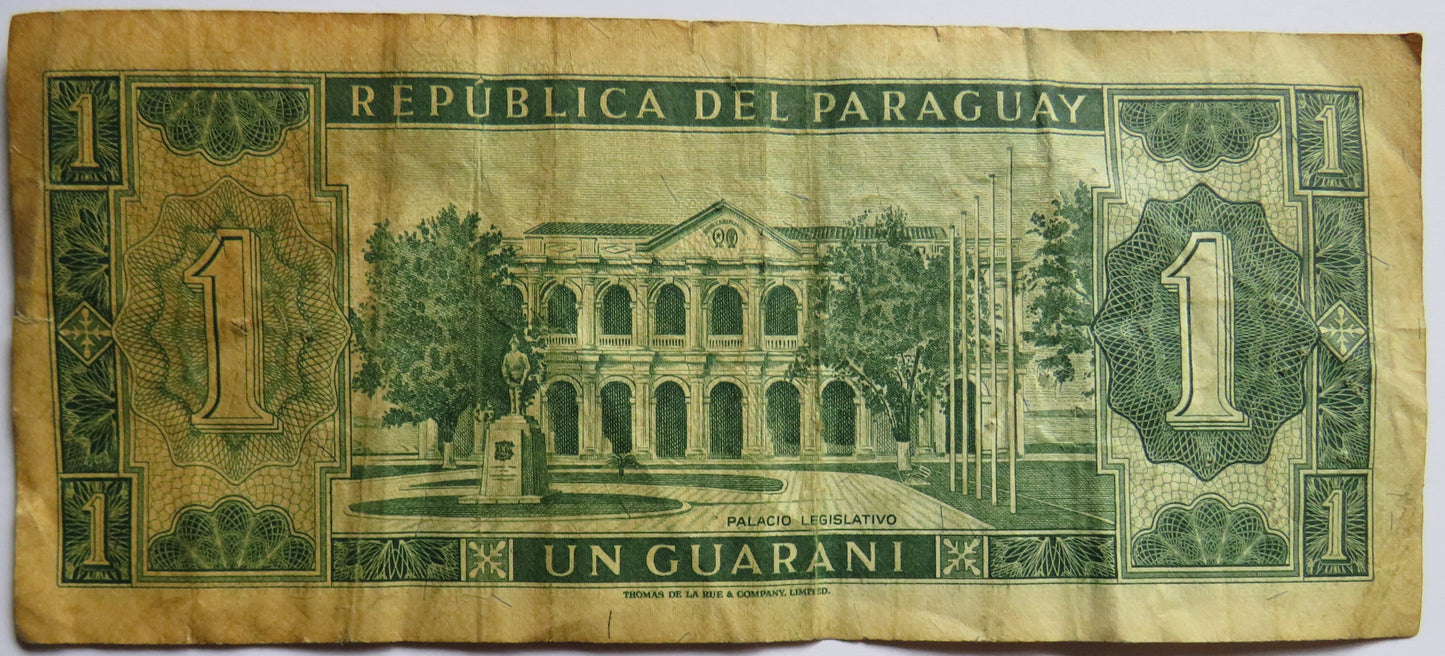 REPÚBLICA DEL PARAGUAY
1 1
1 1
PALACIO LEGISLATIVO
1 1
UN GUARANI
THOMAS DE LA RUE & COMPANY, LIMITED.